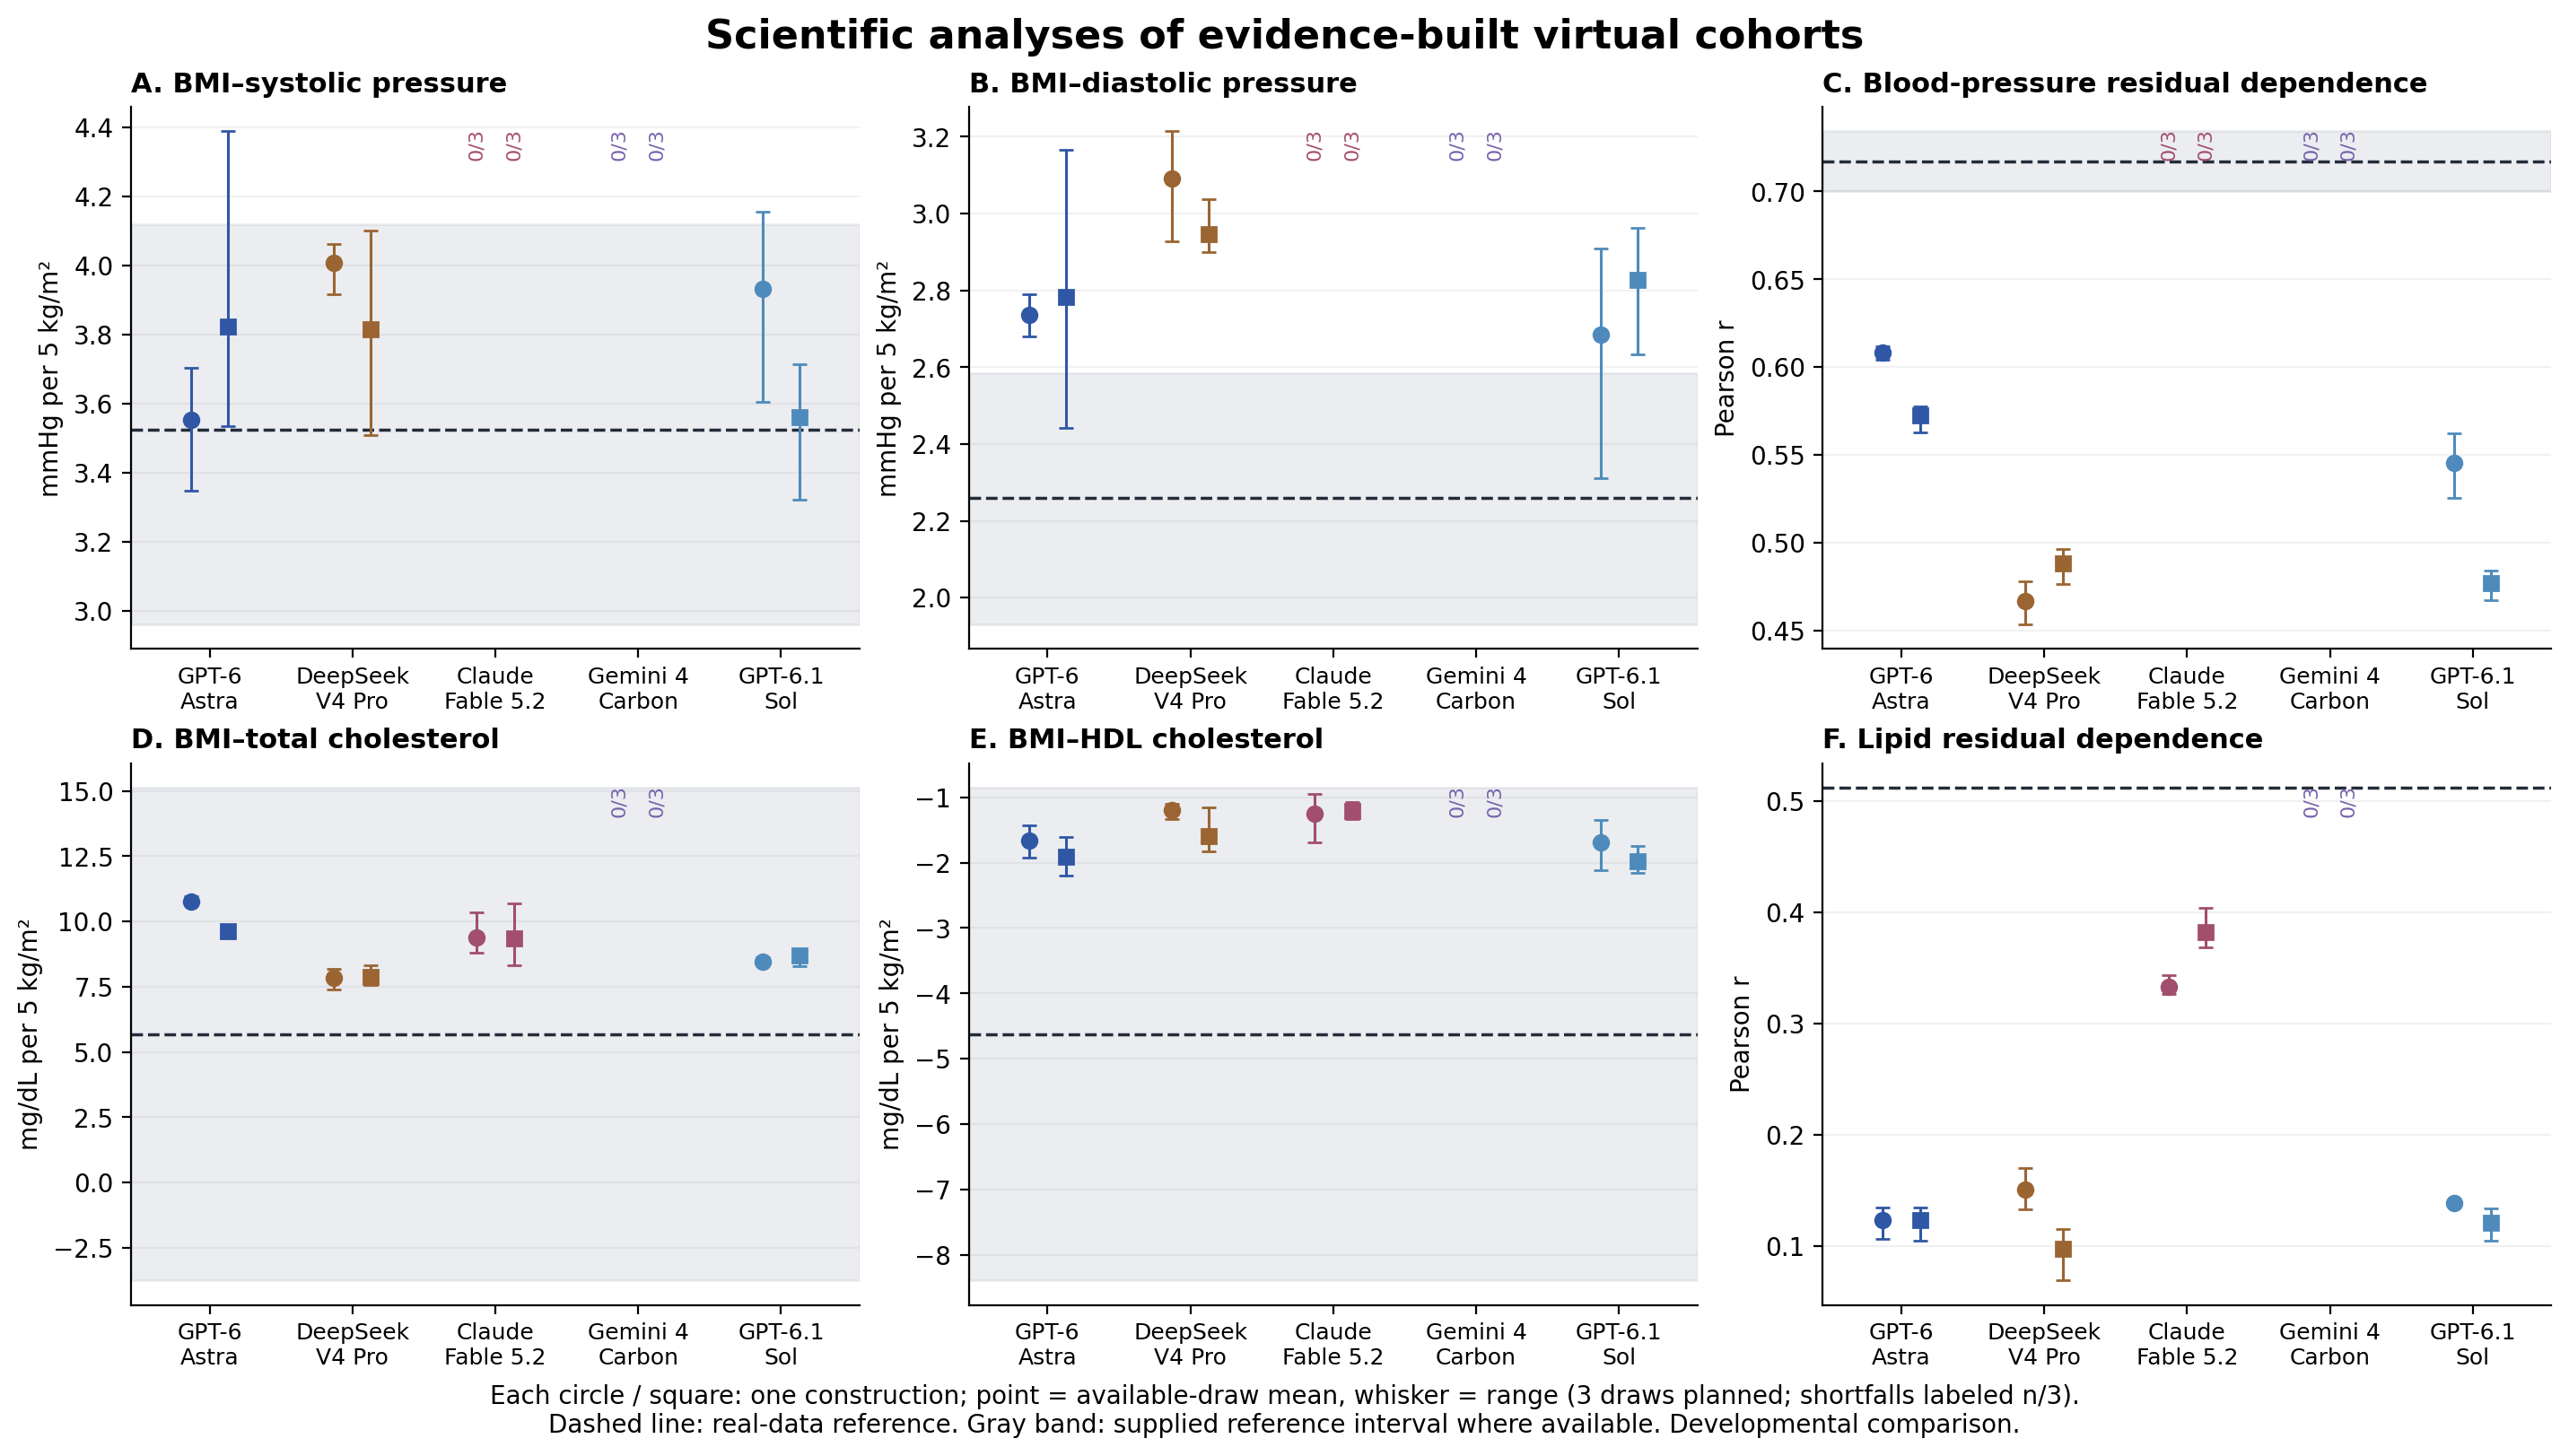 Scientific analyses of evidence-built virtual cohorts
A. BMI–systolic pressure
mmHg per 5 kg/m²
4.4
4.2
4.0
3.8
3.6
3.4
3.2
3.0
0/3 0/3 0/3 0/3
GPT-6 DeepSeek Claude Gemini 4 GPT-6.1
Astra V4 Pro Fable 5.2 Carbon Sol
B. BMI–diastolic pressure
mmHg per 5 kg/m²
3.2
3.0
2.8
2.6
2.4
2.2
2.0
0/3 0/3 0/3 0/3
GPT-6 DeepSeek Claude Gemini 4 GPT-6.1
Astra V4 Pro Fable 5.2 Carbon Sol
C. Blood-pressure residual dependence
Pearson r
0.70
0.65
0.60
0.55
0.50
0.45
0/3 0/3 0/3 0/3
GPT-6 DeepSeek Claude Gemini 4 GPT-6.1
Astra V4 Pro Fable 5.2 Carbon Sol
D. BMI–total cholesterol
mg/dL per 5 kg/m²
15.0
12.5
10.0
7.5
5.0
2.5
0.0
−2.5
0/3 0/3
GPT-6 DeepSeek Claude Gemini 4 GPT-6.1
Astra V4 Pro Fable 5.2 Carbon Sol
E. BMI–HDL cholesterol
mg/dL per 5 kg/m²
−1
−2
−3
−4
−5
−6
−7
−8
0/3 0/3
GPT-6 DeepSeek Claude Gemini 4 GPT-6.1
Astra V4 Pro Fable 5.2 Carbon Sol
F. Lipid residual dependence
Pearson r
0.5
0.4
0.3
0.2
0.1
0/3 0/3
GPT-6 DeepSeek Claude Gemini 4 GPT-6.1
Astra V4 Pro Fable 5.2 Carbon Sol
Each circle / square: one construction; point = available-draw mean, whisker = range (3 draws planned; shortfalls labeled n/3).
Dashed line: real-data reference. Gray band: supplied reference interval where available. Developmental comparison.